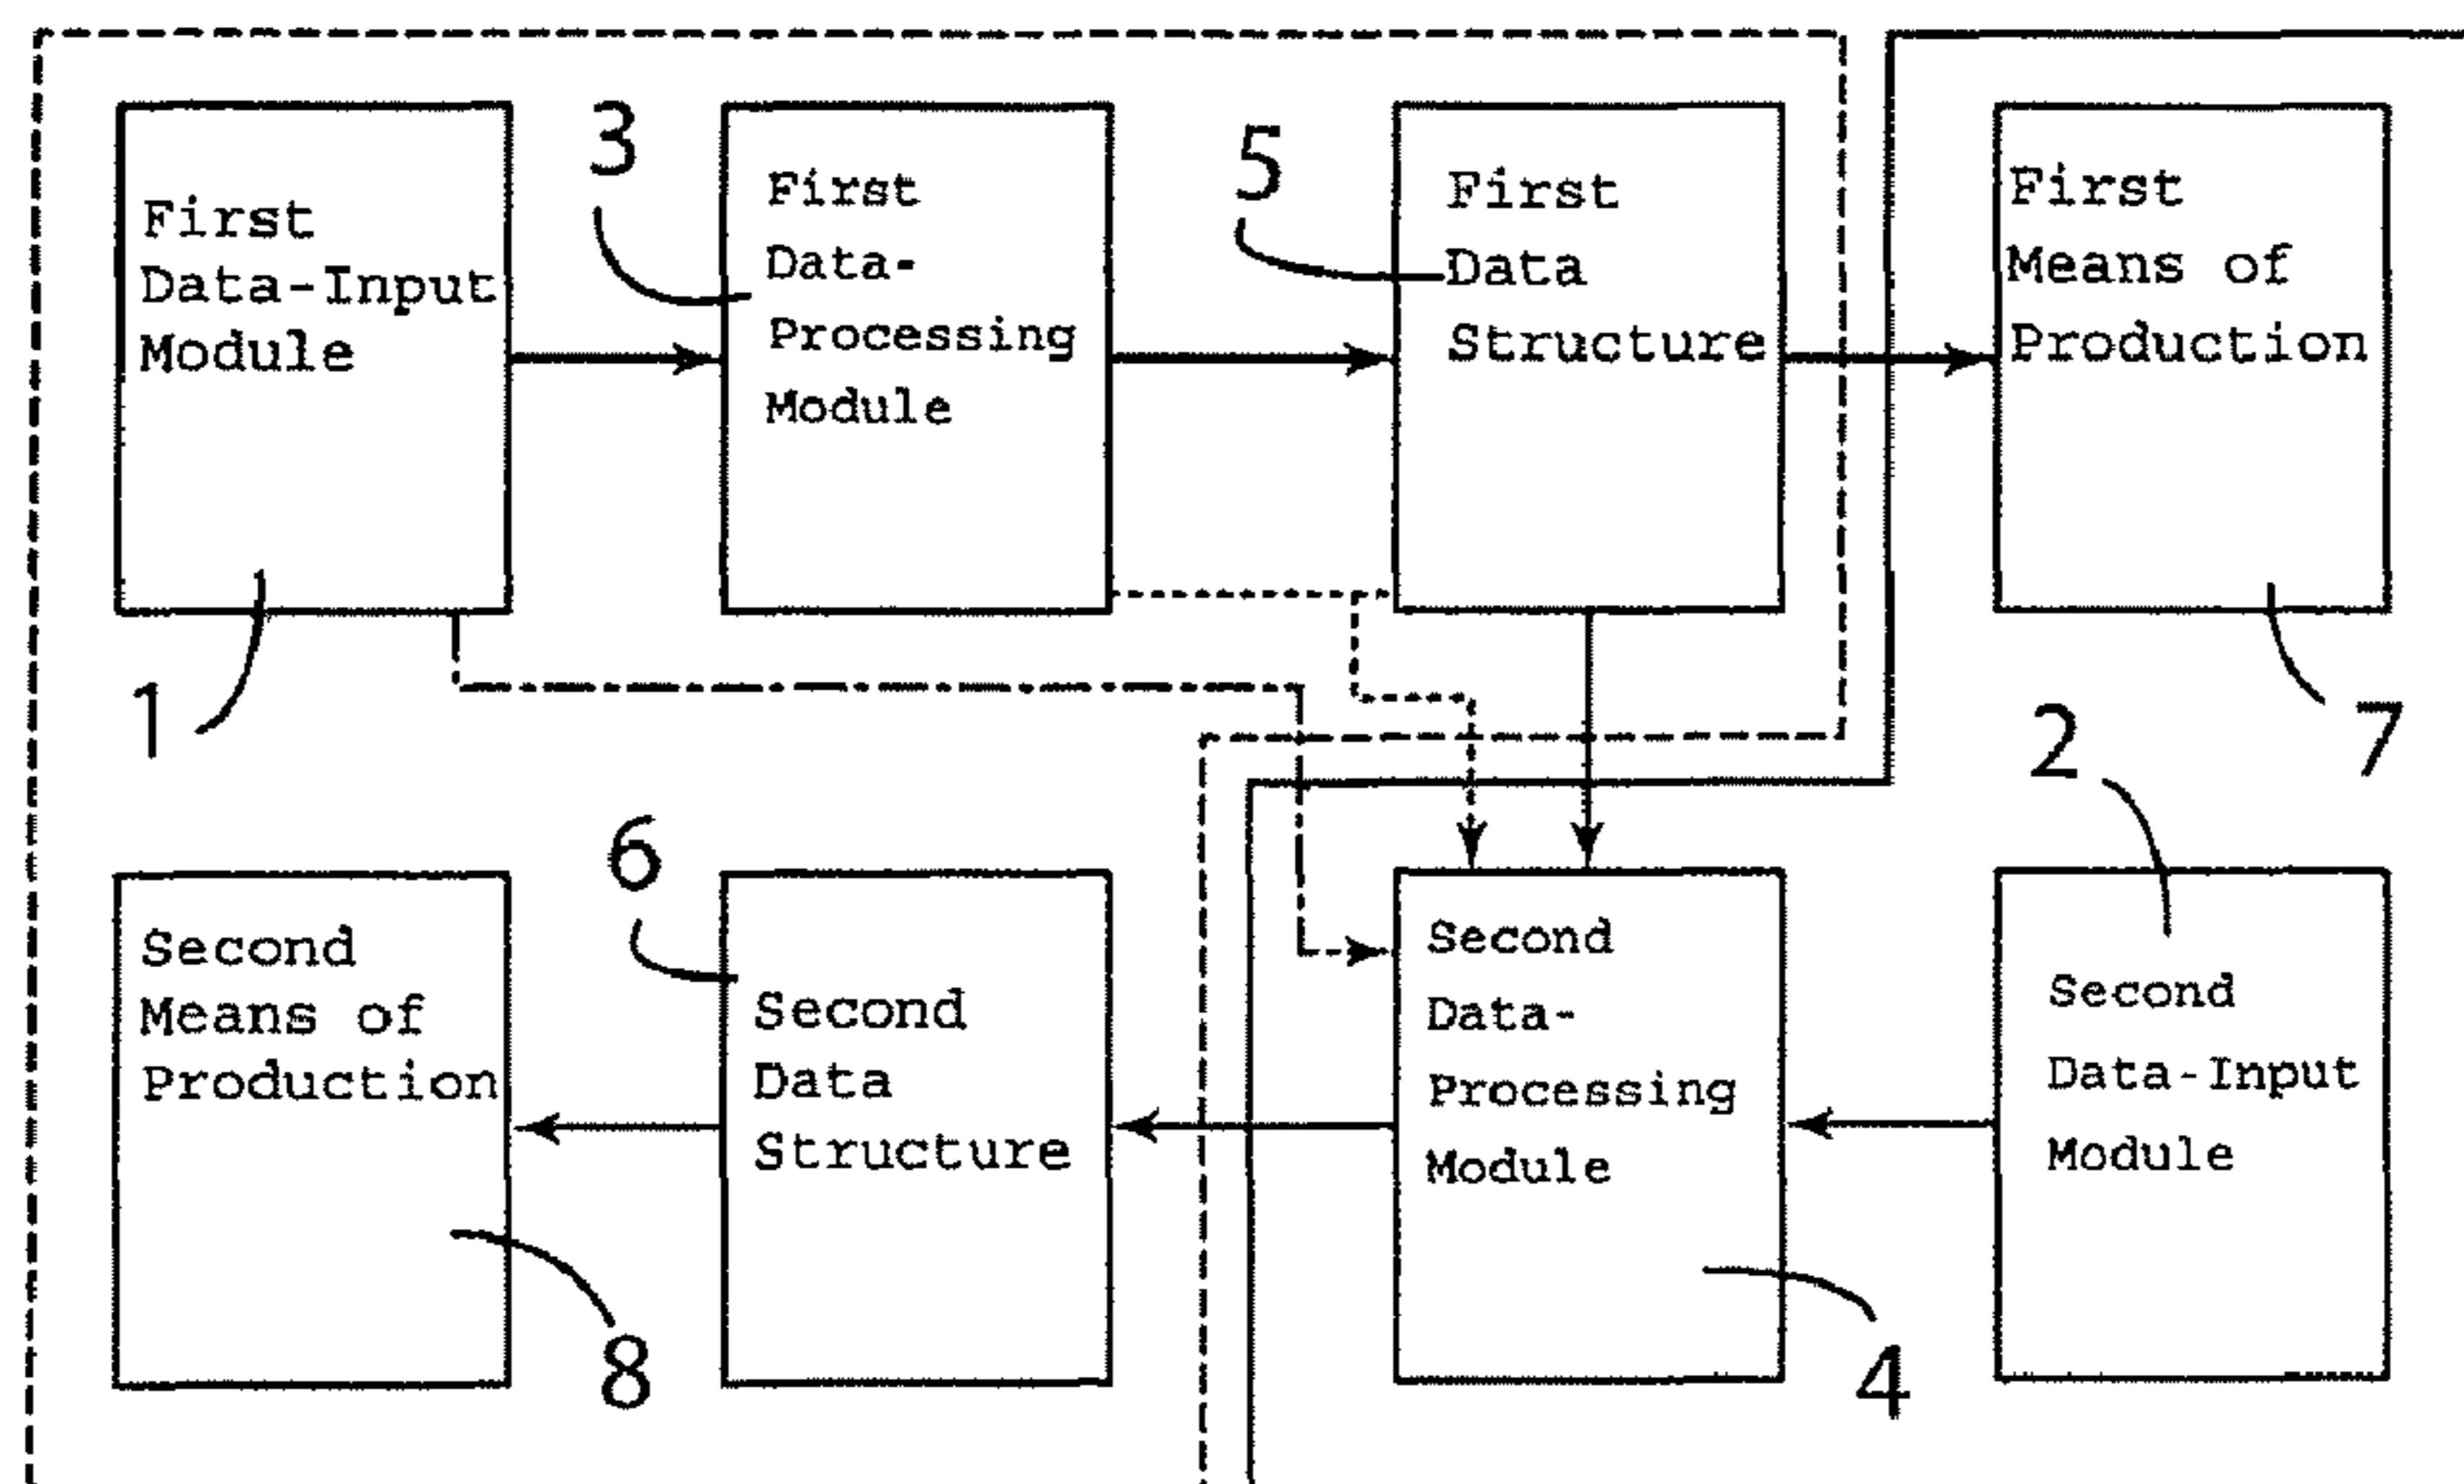 First
Data-Input
Module
3
First
Data-
Processing
Module
5
First
Data
Structure
First
Means of
Production
1
7
2
Second
Means of
Production
6
Second
Data
Structure
Second
Data-
Processing
Module
Second
Data-Input
Module
8
4